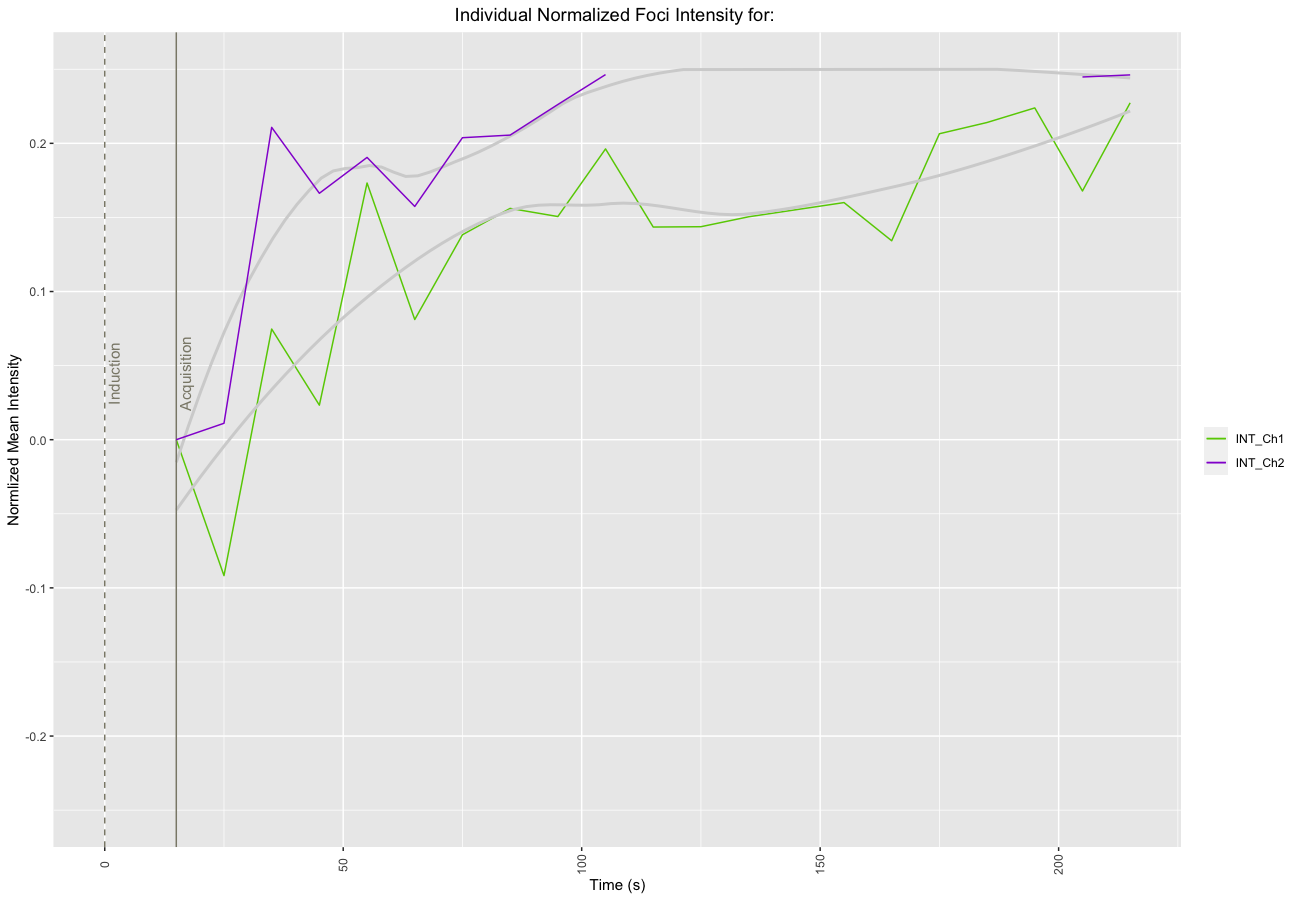 Individual Normalized Foci Intensity for:
Normlized Mean Intensity
0.2
0.1
0.0
-0.1
-0.2
Induction
Acquisition
INT_Ch1
INT_Ch2
0
50
100
150
200
Time (s)